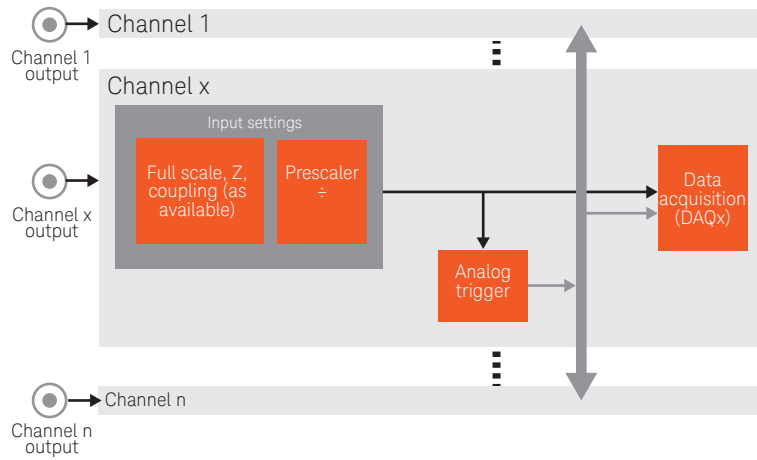 Channel 1
Channel 1
output
Channel x
Input settings
Full scale, Z,
coupling (as
available)
Prescaler
÷
Channel x
output
Data
acquisition
(DAQx)
Analog
trigger
Channel n
Channel n
output